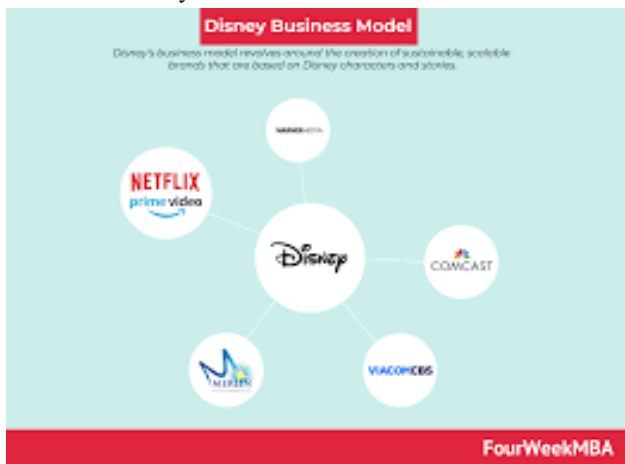 Disney Business Model
Disney's business model revolves around the creation of sustainable, scalable
brands that are based on Disney characters and stories.
WARNERMEDIA
NETFLIX
prime video
Disney
COMCAST
MERLIN
VIACOMCBS
FourWeekMBA